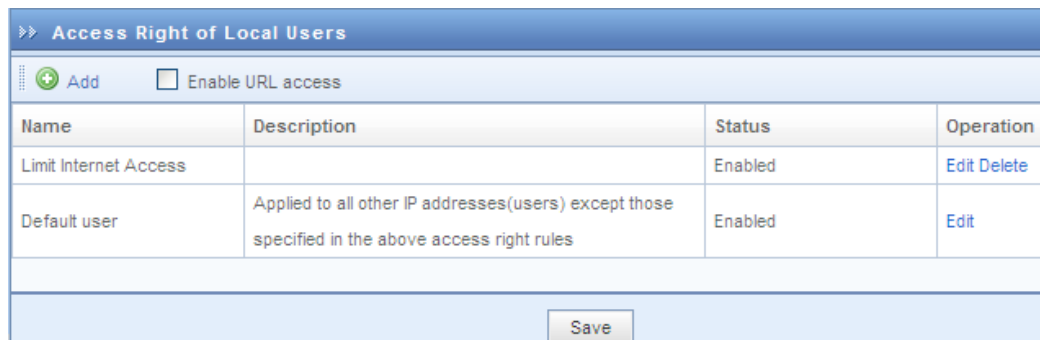 Access Right of Local Users
Add Enable URL access
Name Description Status Operation
Limit Internet Access Enabled Edit Delete
Default user Applied to all other IP addresses(users) except those specified in the above access right rules Enabled Edit
Save